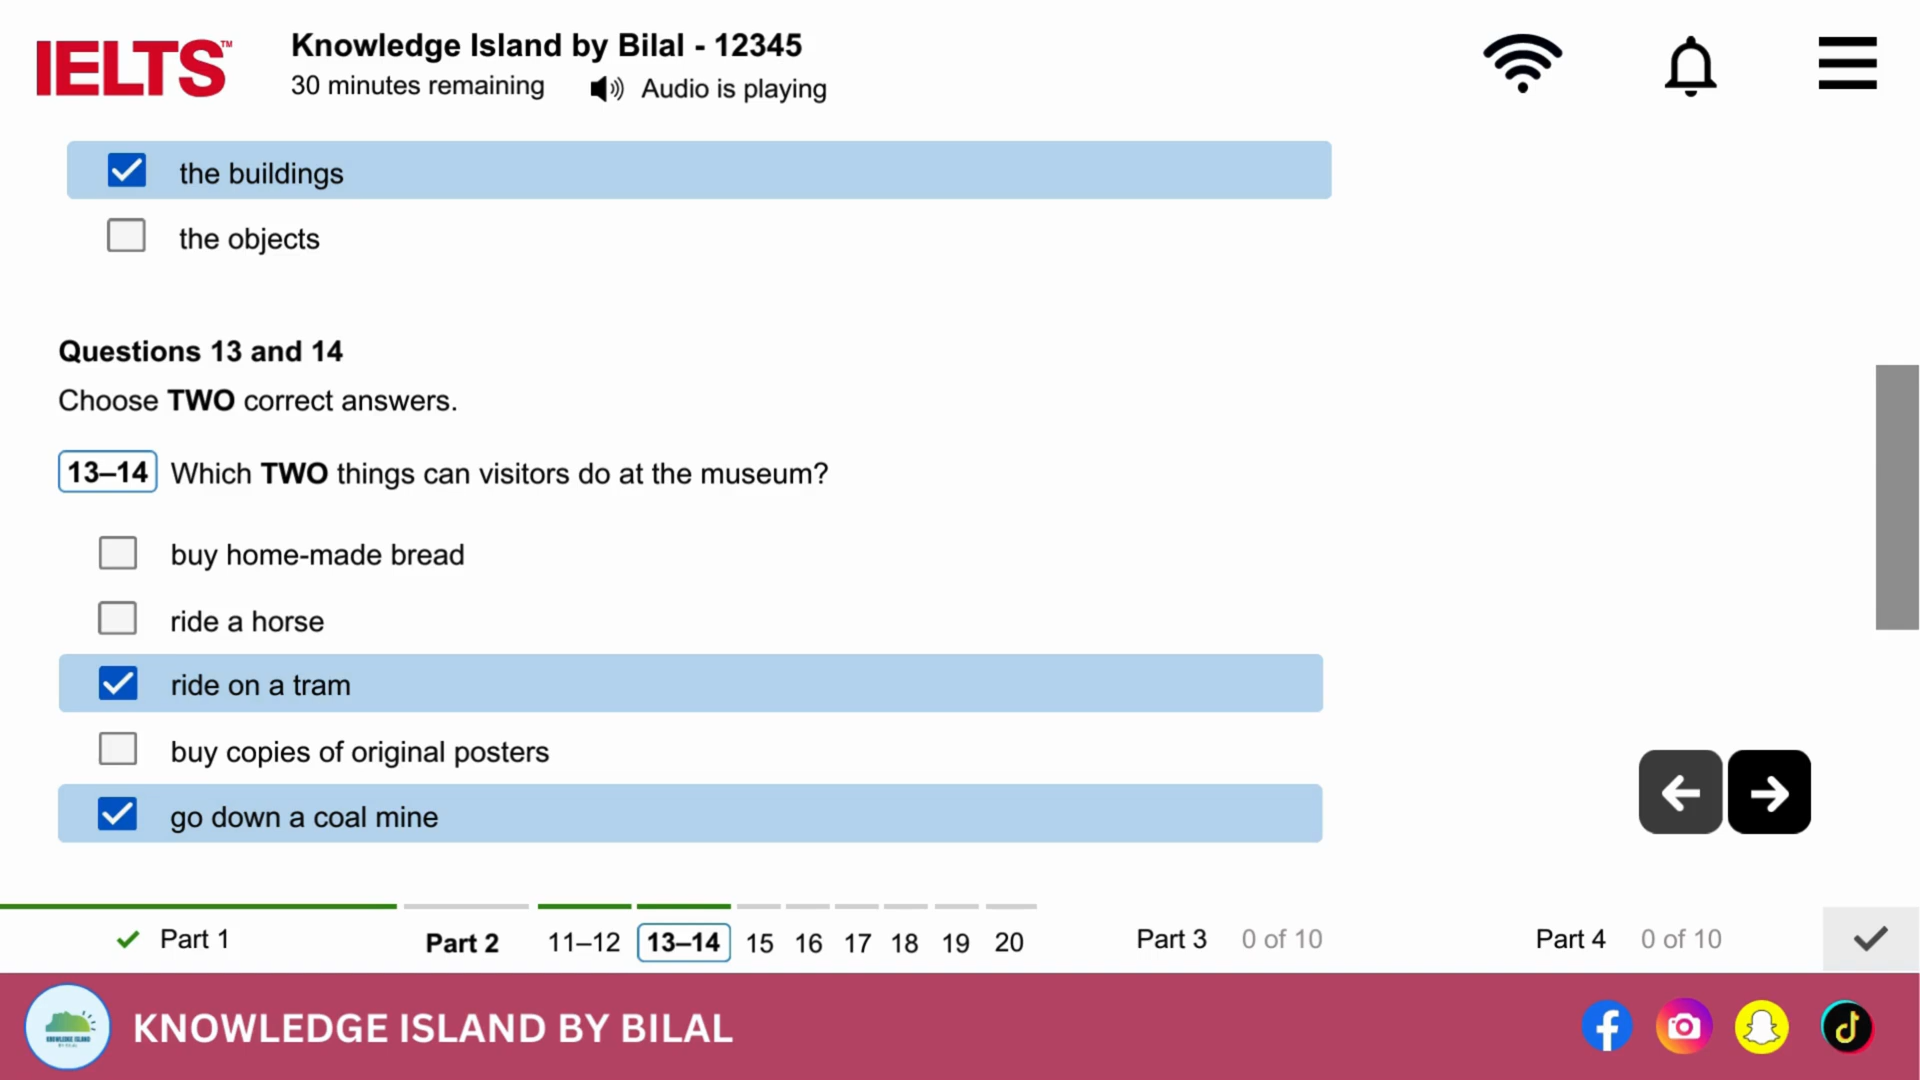 IELTS™
Knowledge Island by Bilal - 12345
30 minutes remaining Audio is playing
the buildings
the objects
Questions 13 and 14
Choose TWO correct answers.
13–14 Which TWO things can visitors do at the museum?
buy home-made bread
ride a horse
ride on a tram
buy copies of original posters
go down a coal mine
Part 1 Part 2 11–12 13–14 15 16 17 18 19 20 Part 3 0 of 10 Part 4 0 of 10
KNOWLEDGE ISLAND BY BILAL
KNOWLEDGE ISLAND
BY BILAL